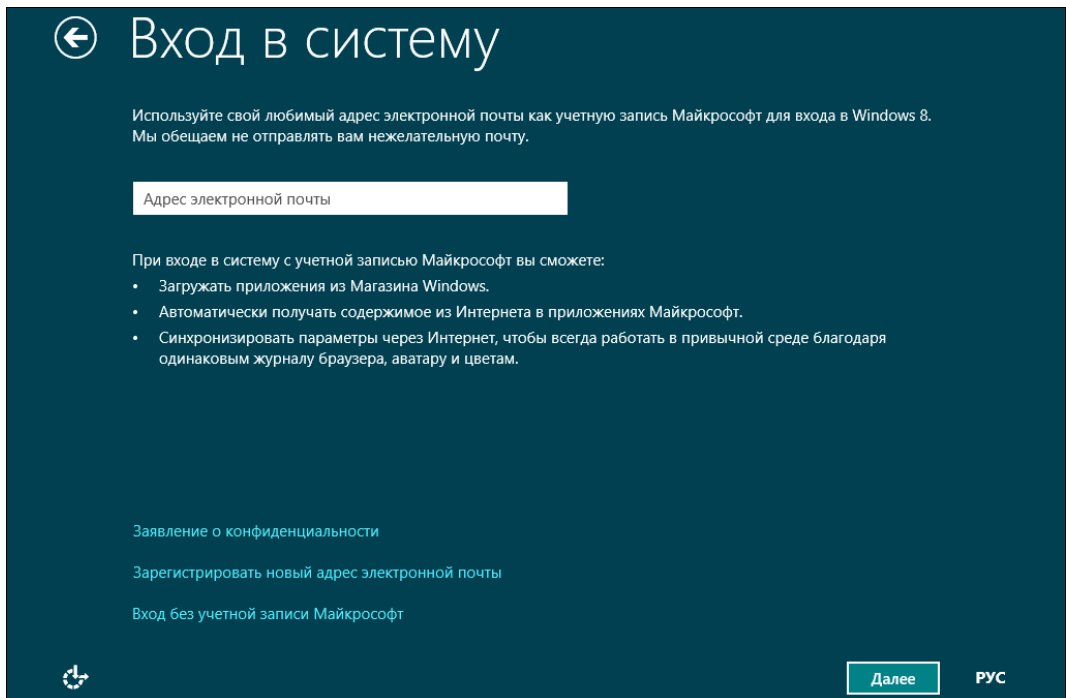 Вход в систему
Используйте свой любимый адрес электронной почты как учетную запись Майкрософт для входа в Windows 8.
Мы обещаем не отправлять вам нежелательную почту.
Адрес электронной почты
При входе в систему с учетной записью Майкрософт вы сможете:
• Загружать приложения из Магазина Windows.
• Автоматически получать содержимое из Интернета в приложениях Майкрософт.
• Синхронизировать параметры через Интернет, чтобы всегда работать в привычной среде благодаря
одинаковым журналу браузера, аватару и цветам.
Заявление о конфиденциальности
Зарегистрировать новый адрес электронной почты
Вход без учетной записи Майкрософт
Далее РУС